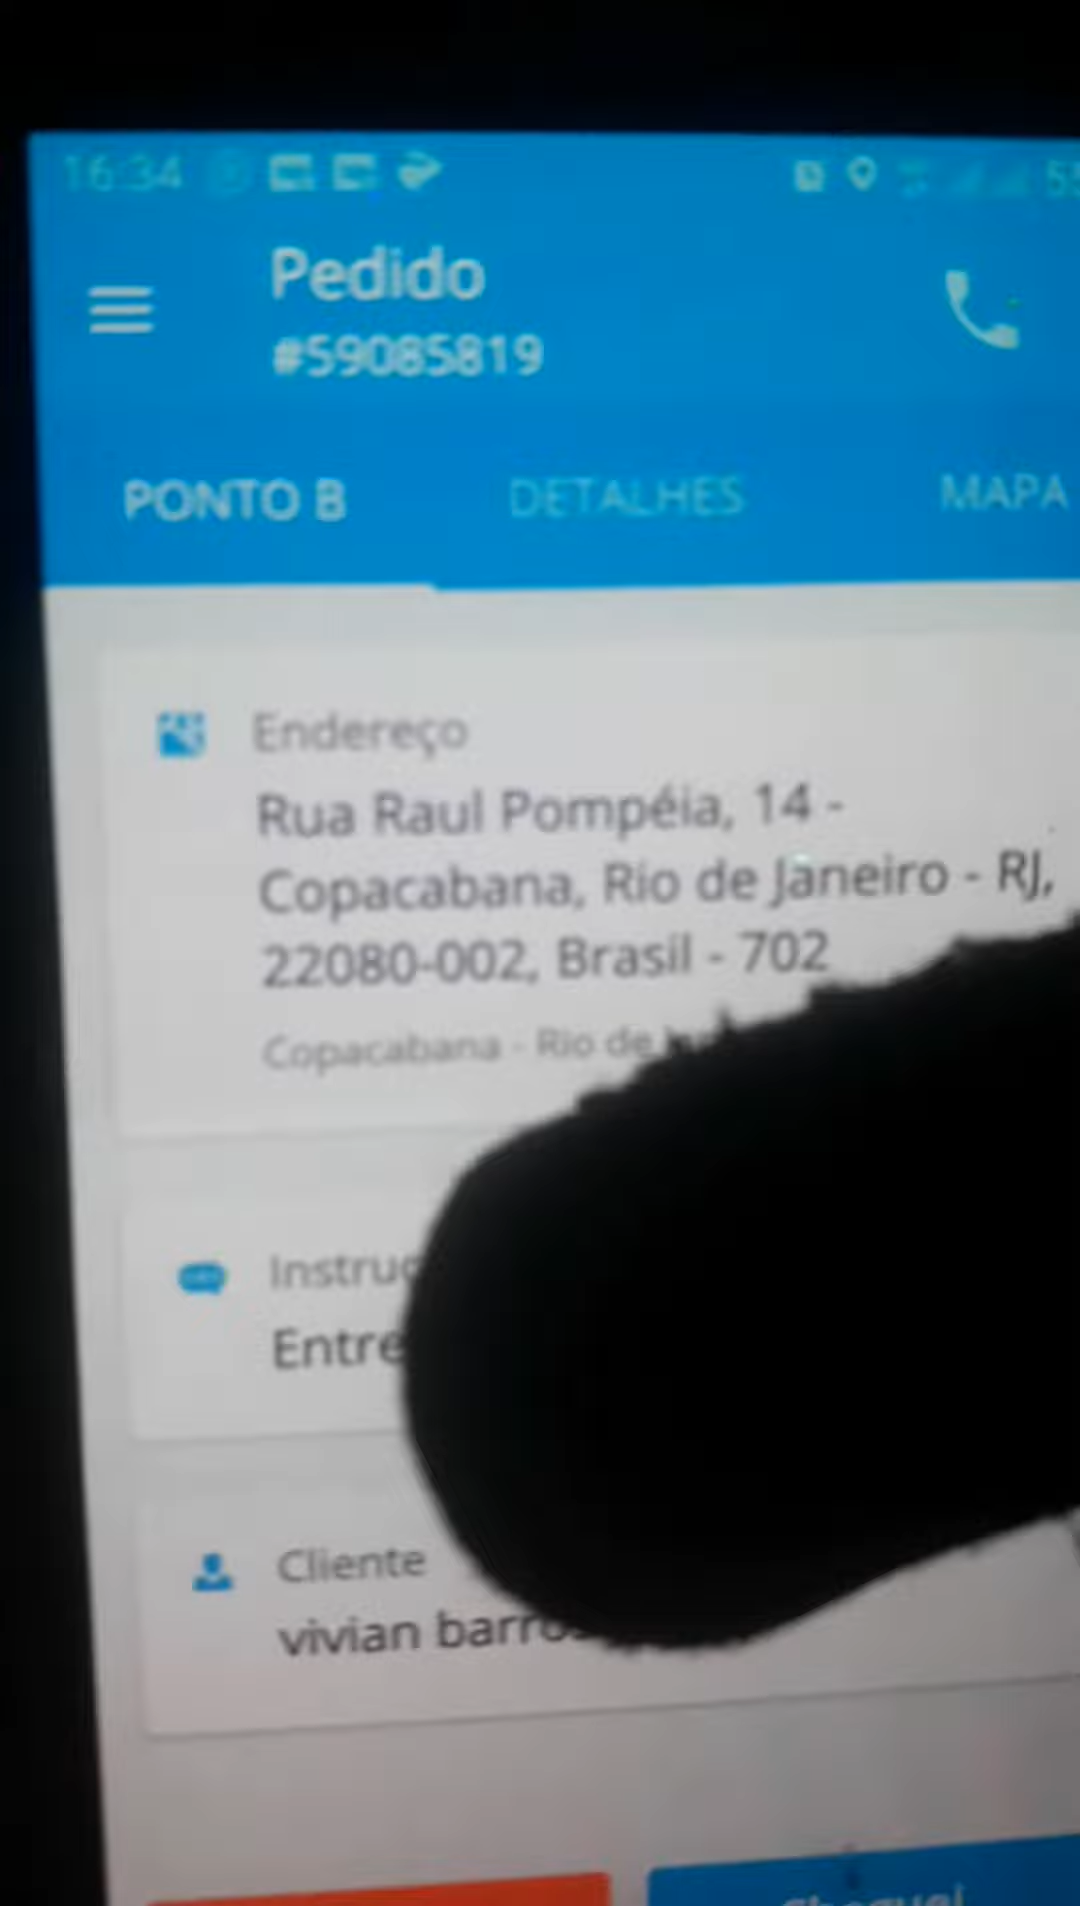 16:34
Pedido
#59085819
PONTO B DETALHES MAPA
Endereço
Rua Raul Pompéia, 14 -
Copacabana, Rio de Janeiro - RJ,
22080-002, Brasil - 702
Copacabana - Rio de
Cliente
vivian
Cheguei